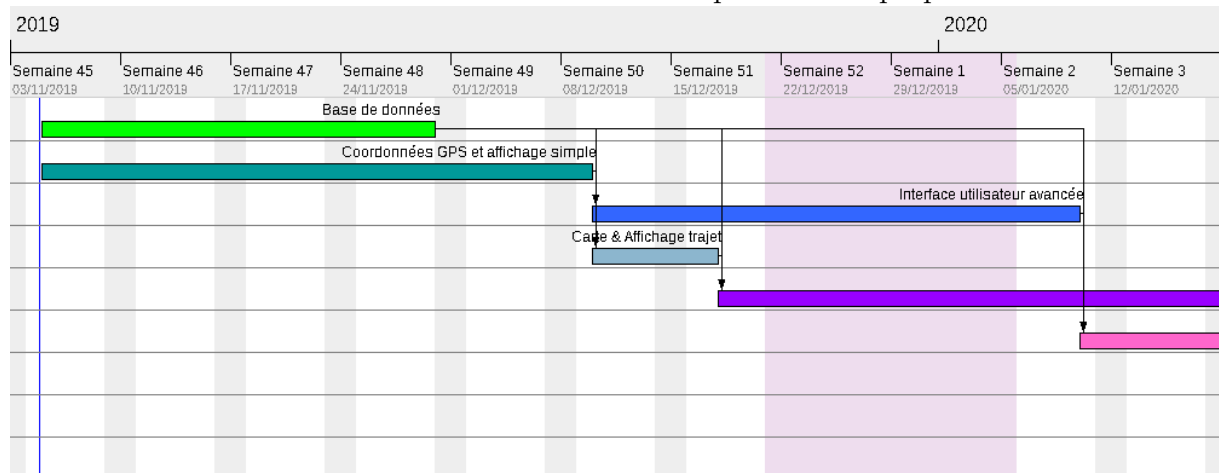 2019 2020
Semaine 45 Semaine 46 Semaine 47 Semaine 48 Semaine 49 Semaine 50 Semaine 51 Semaine 52 Semaine 1 Semaine 2 Semaine 3
03/11/2019 10/11/2019 17/11/2019 24/11/2019 01/12/2019 08/12/2019 15/12/2019 22/12/2019 29/12/2019 05/01/2020 12/01/2020
Base de données
Coordonnées GPS et affichage simple
Interface utilisateur avancée
Carte & Affichage trajet